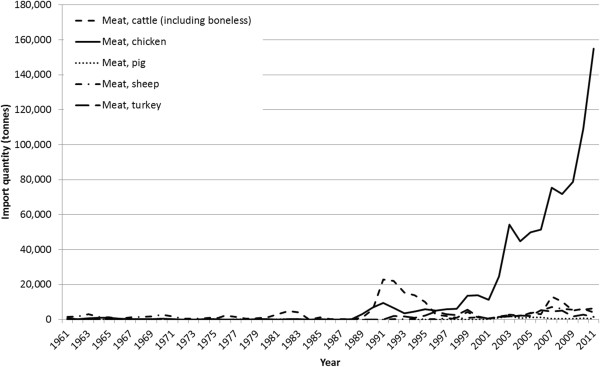 180,000
160,000
140,000
120,000
100,000
80,000
60,000
40,000
20,000
0
Import quantity (tonnes)
Meat, cattle (including boneless)
Meat, chicken
Meat, pig
Meat, sheep
Meat, turkey
1961 1963 1965 1967 1969 1971 1973 1975 1977 1979 1981 1983 1985 1987 1989 1991 1993 1995 1997 1999 2001 2003 2005 2007 2009 2011
Year